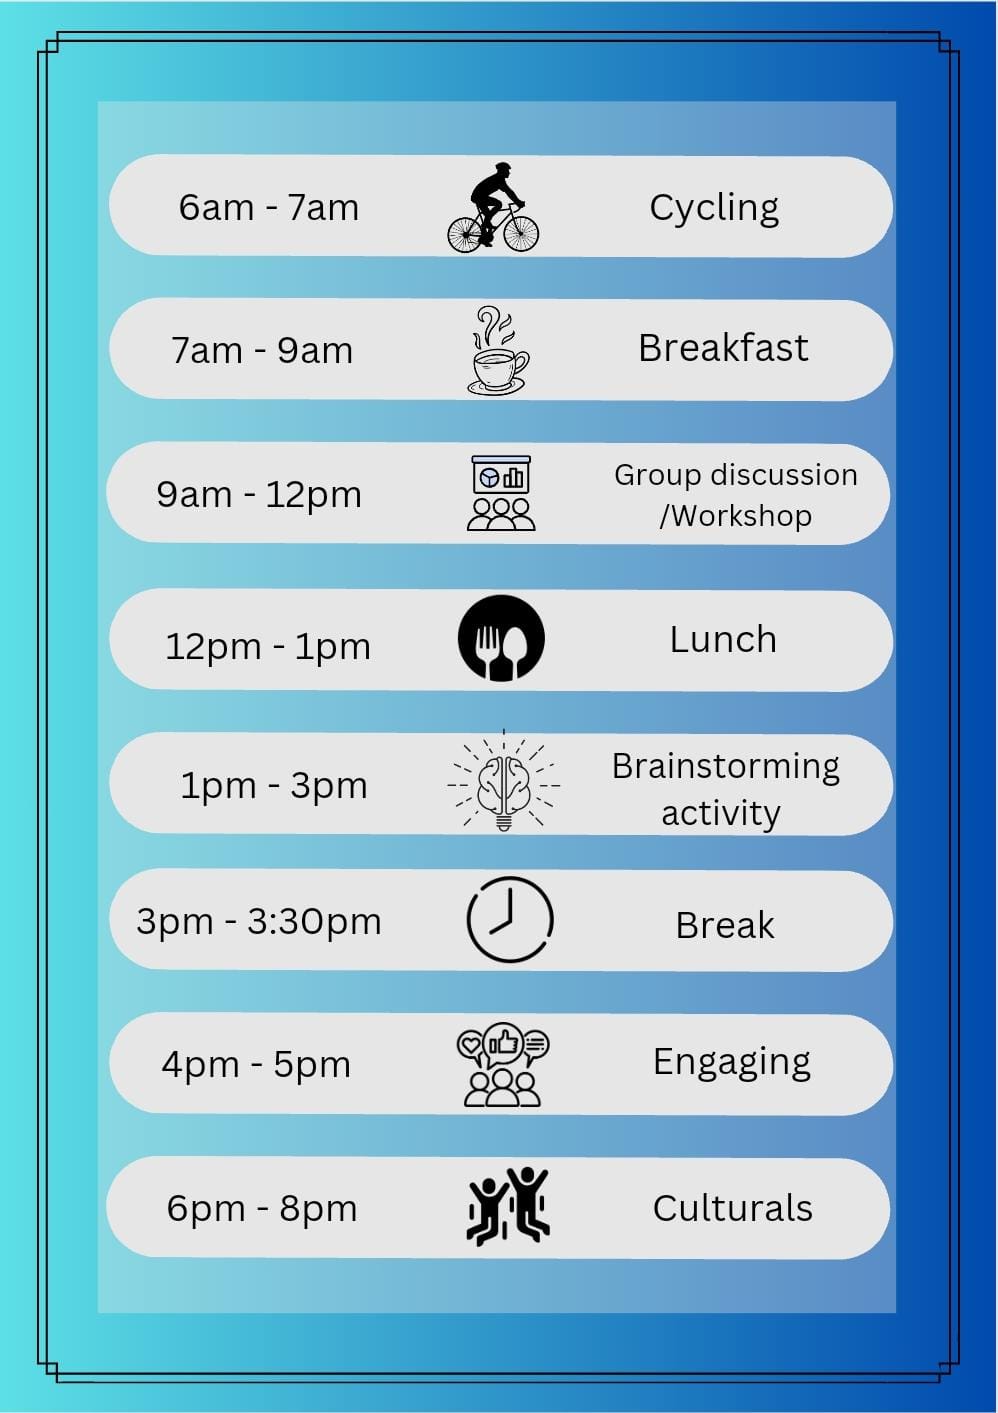 6am - 7am
Cycling
7am - 9am
Breakfast
9am - 12pm
Group discussion
/Workshop
12pm - 1pm
Lunch
1pm - 3pm
Brainstorming
activity
3pm - 3:30pm
Break
4pm - 5pm
Engaging
6pm - 8pm
Culturals